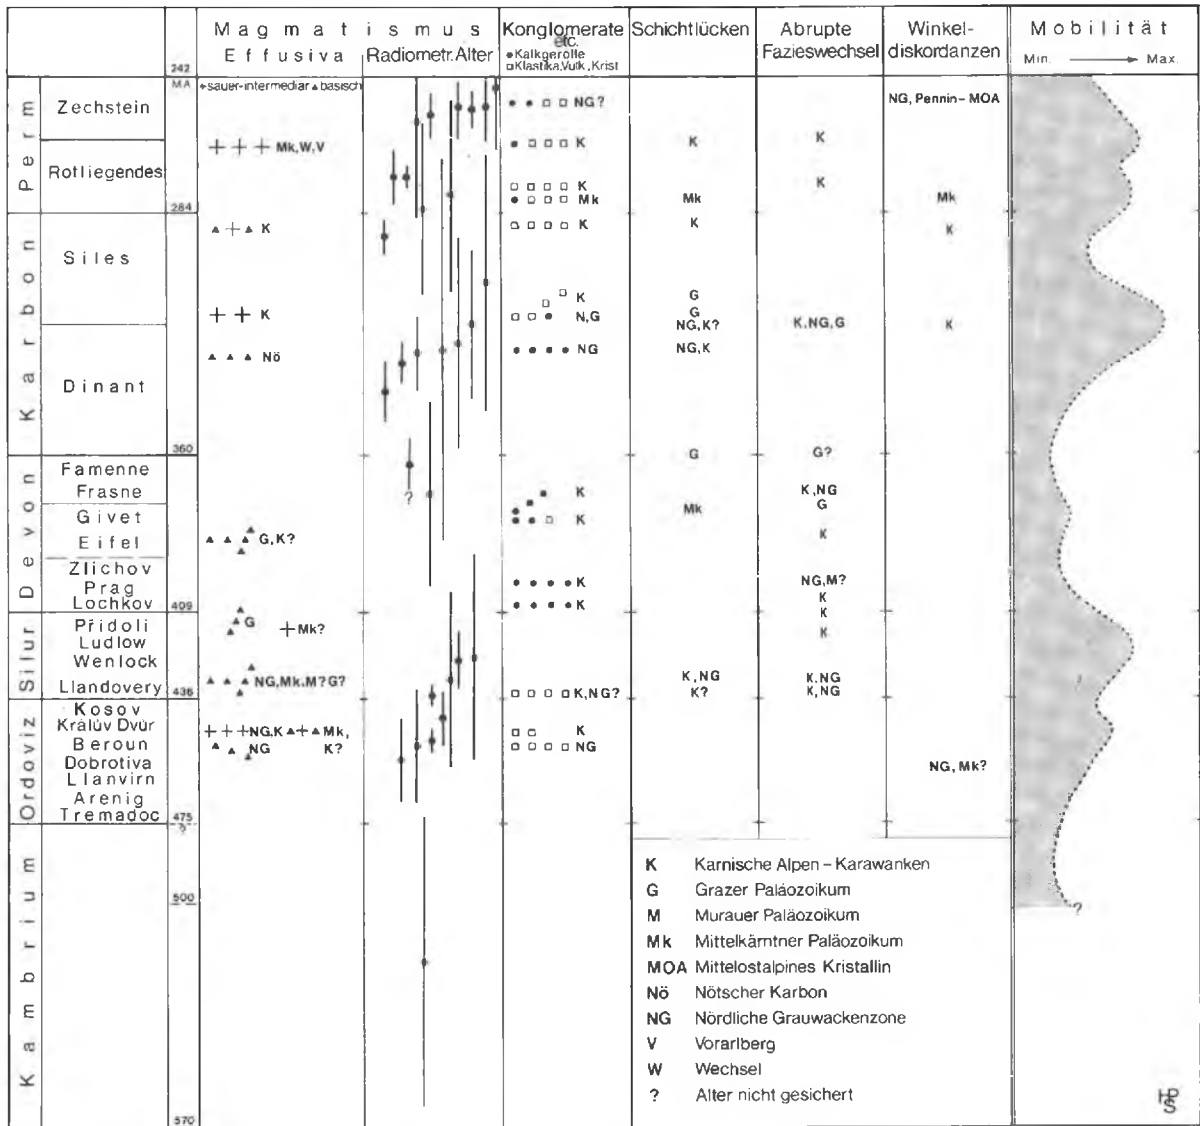 Magmatismus
Effusiva
Radiometr. Alter
Konglomerate
etc.
●Kalkgerölle
□Klastika,Vulk.,Krist
Schichtlücken
Abrupte
Fazieswechsel
Winkel-
diskordanzen
Mobilität
Min. Max.
242
MA
+sauer-intermediär ▲basisch
Perm
Zechstein
NG?
NG, Pennin-MOA
Mk,W,V
K
K
K
Rotliegendes
K
K
Mk
Mk
Mk
284
Karbon
Siles
K
K
K
K
G
K
G
K
N,G
NG,K?
K,NG,G
K
Nö
NG
NG,K
Dinant
360
G
G?
Devon
Famenne
Frasne
?
K
K,NG
G
Mk
Givet
K
Eifel
G,K?
K
Zlichov
Prag
K
NG,M?
K
Lochkov
K
409
K
Silur
Přidoli
G
Mk?
K
Ludlow
Wenlock
K,NG
K,NG
Llandovery
NG,Mk,M?G?
K,NG?
K?
K,NG
436
Ordoviz
Kosov
Králův Dvůr
NG,K
Mk,
K
Beroun
NG
K?
NG
Dobrotiva
NG, Mk?
Llanvirn
Arenig
Tremadoc
475
?
Kambrium
500
?
570
K Karnische Alpen – Karawanken
G Grazer Paläozoikum
M Murauer Paläozoikum
Mk Mittelkärntner Paläozoikum
MOA Mittelostalpines Kristallin
Nö Nötscher Karbon
NG Nördliche Grauwackenzone
V Vorarlberg
W Wechsel
? Alter nicht gesichert